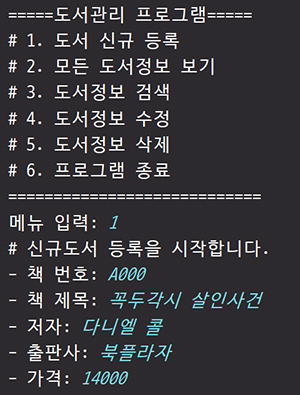 =====도서관리 프로그램=====
# 1. 도서 신규 등록
# 2. 모든 도서정보 보기
# 3. 도서정보 검색
# 4. 도서정보 수정
# 5. 도서정보 삭제
# 6. 프로그램 종료
============================
메뉴 입력: 1
# 신규도서 등록을 시작합니다.
- 책 번호: A000
- 책 제목: 꼭두각시 살인사건
- 저자: 다니엘 콜
- 출판사: 북플라자
- 가격: 14000